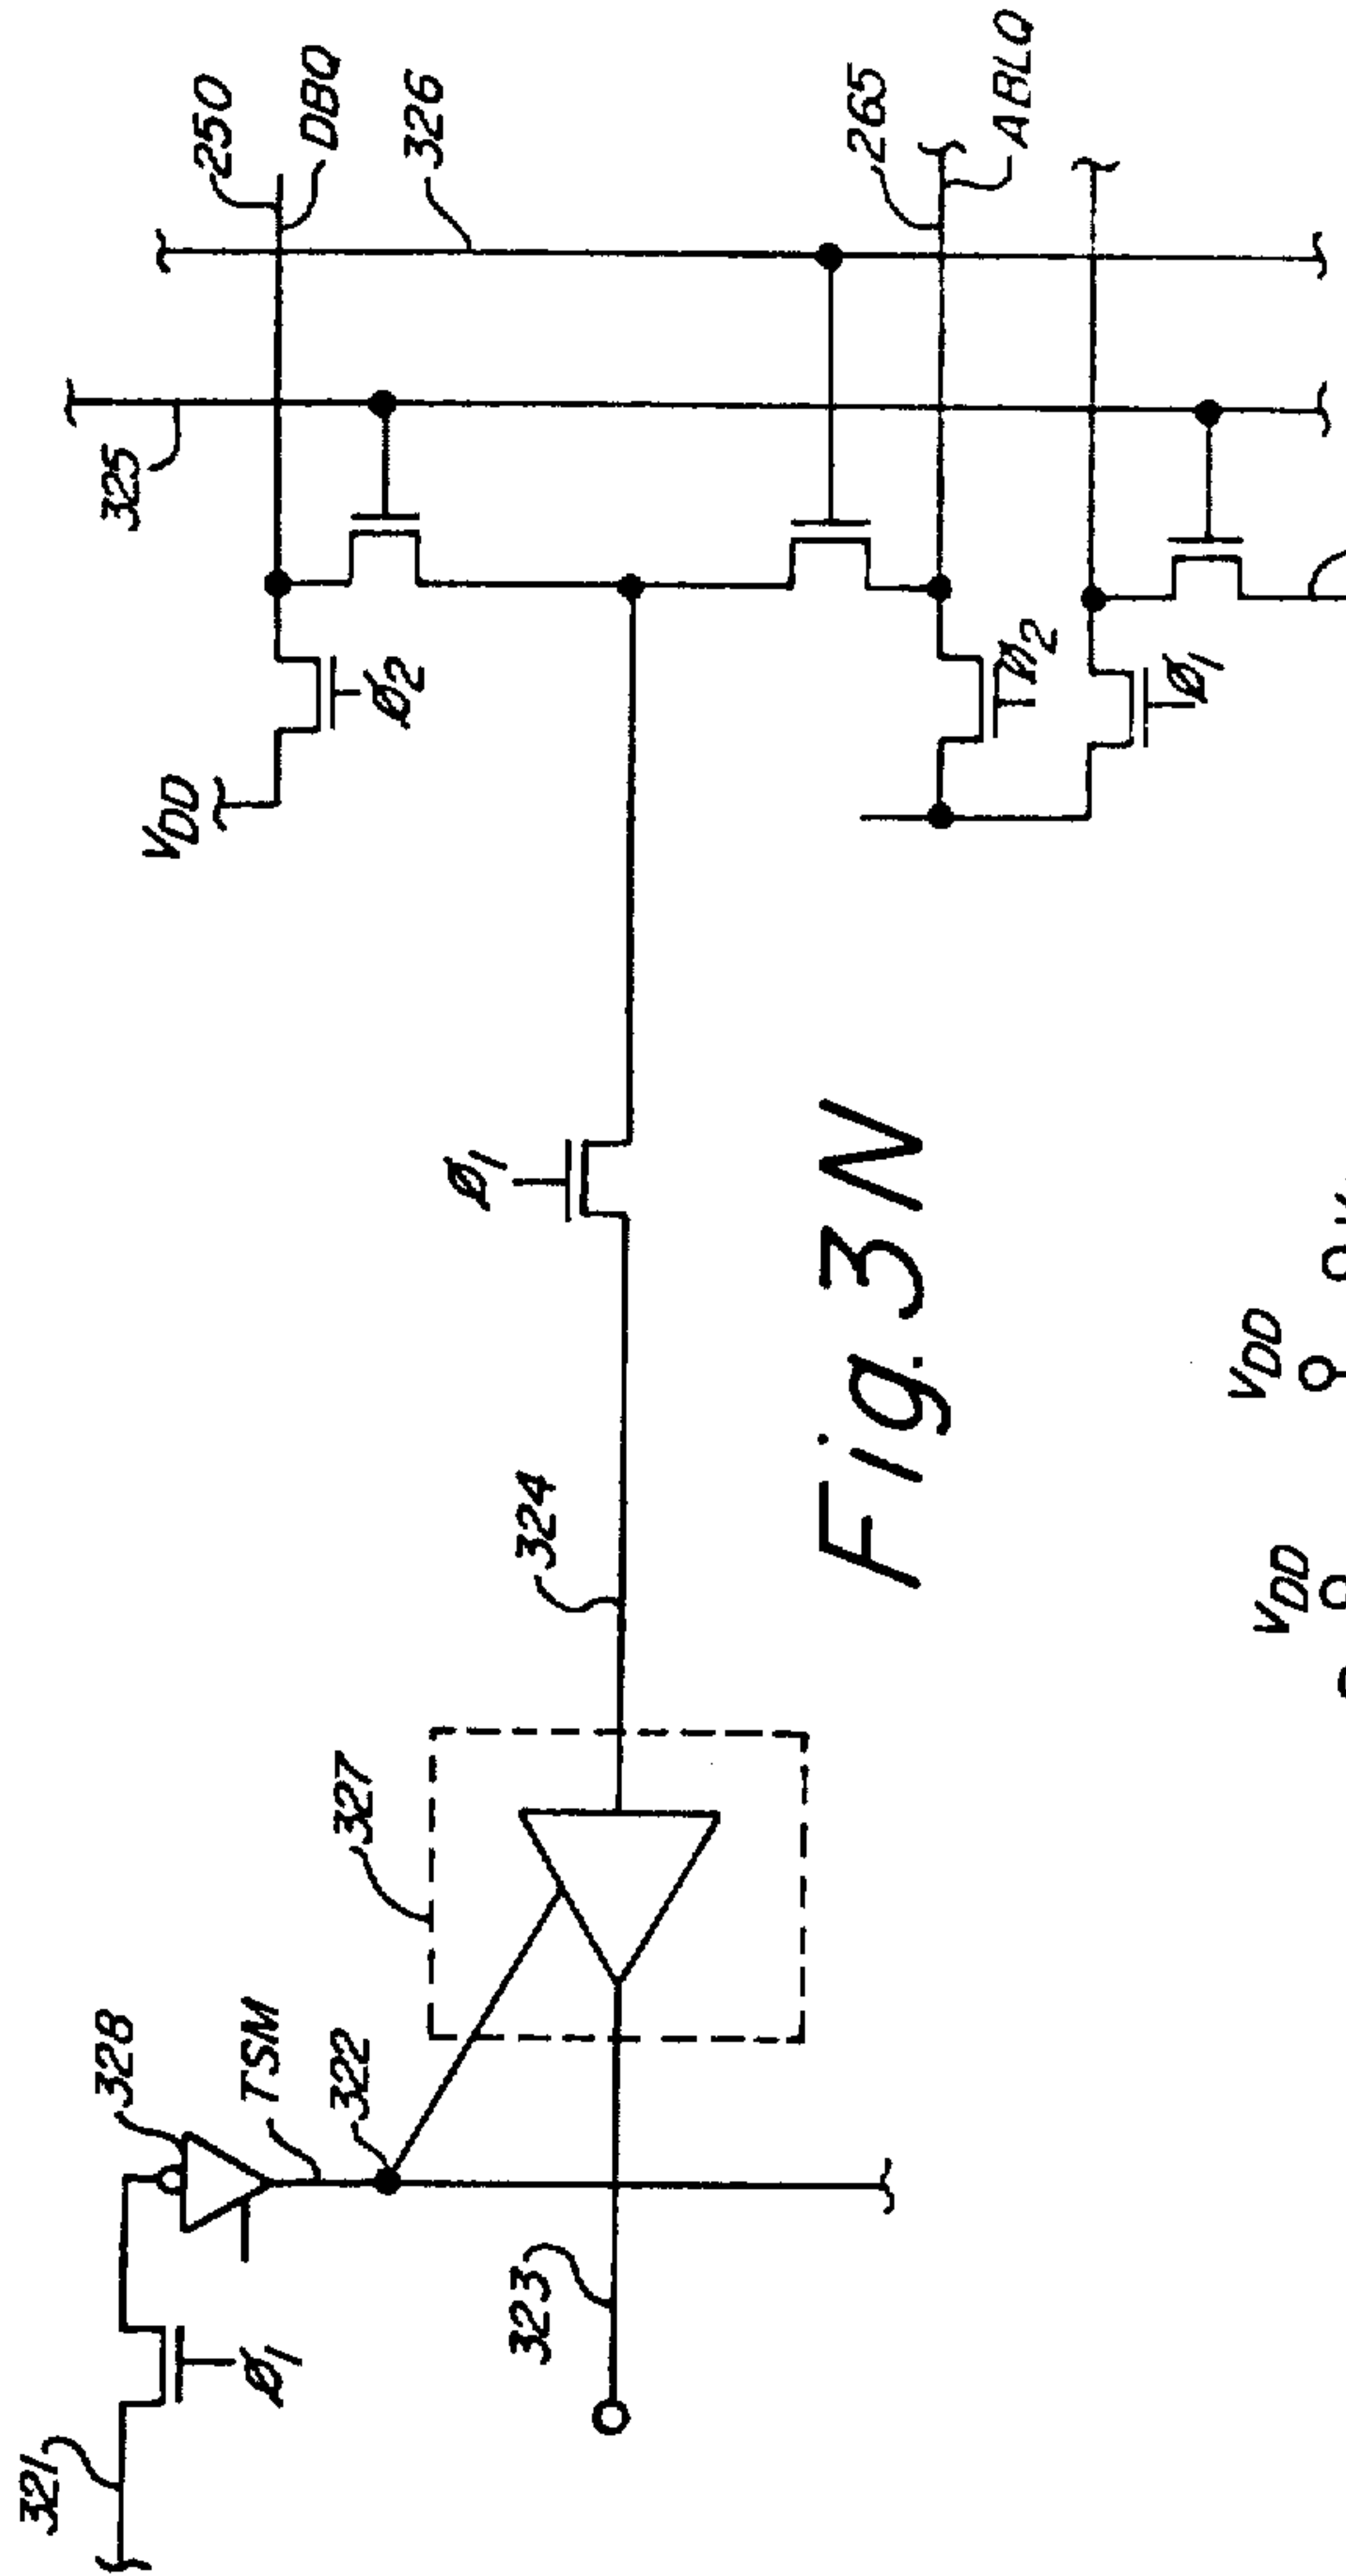 321
Ø1
328
TSM
322
323
327
324
Ø1
VDD
Ø2
325
250
DBQ
326
265
ABLQ
Ø2
Ø1
Fig. 3N
VDD
VDD